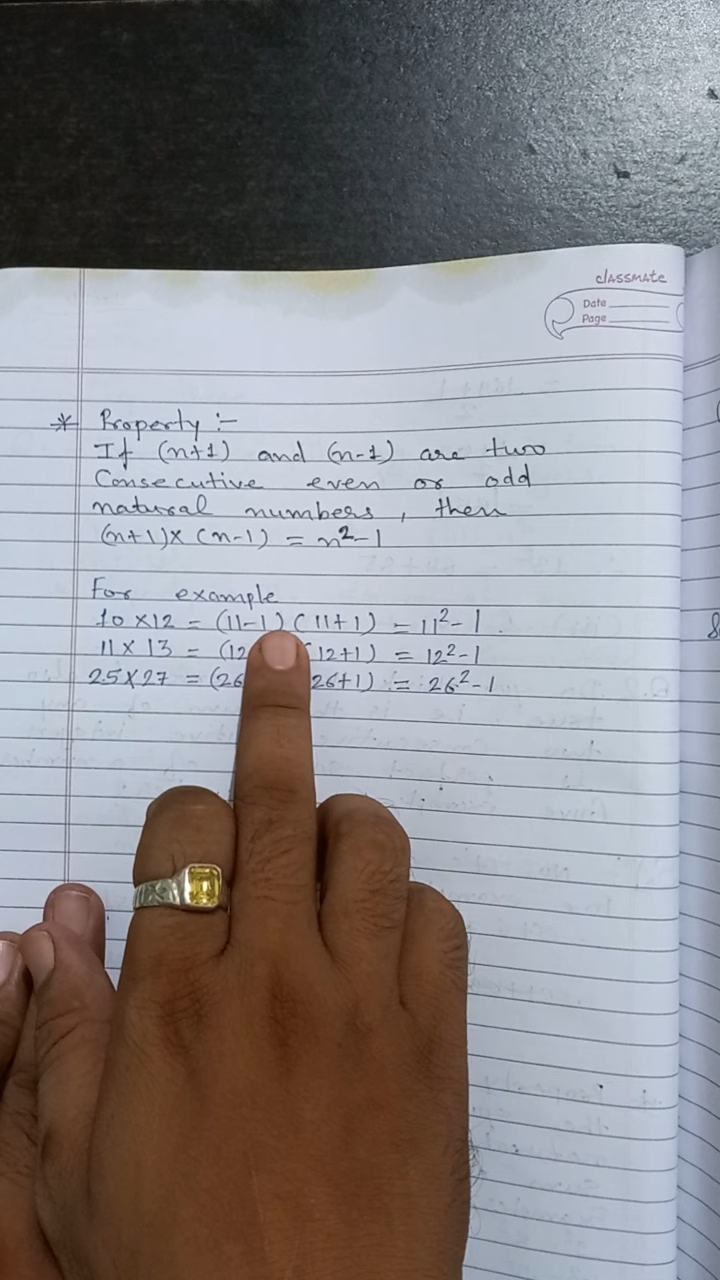 classmate
Date
Page
* Property :-
If (n+1) and (n-1) are two
Consecutive even or odd
natural numbers, then
(n+1)×(n-1) = n²-1
For example
10×12 = (11-1)(11+1) = 11²-1.
11×13 = (12 12+1) = 12²-1
25×27 = (26 26+1) = 26²-1